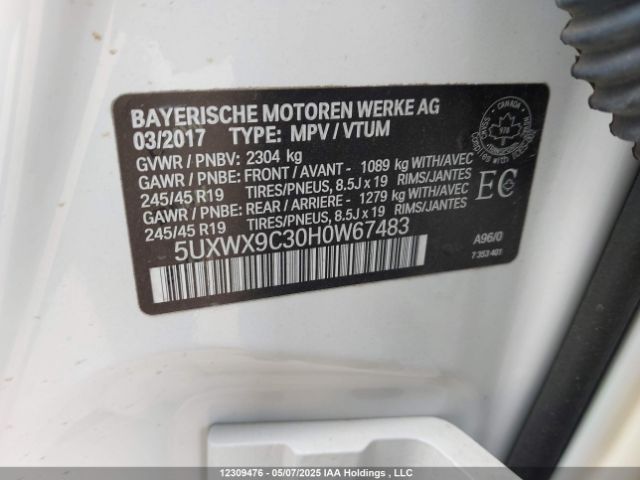 BAYERISCHE MOTOREN WERKE AG
03/2017 TYPE: MPV / VTUM
GVWR / PNBV: 2304 kg
GAWR / PNBE: FRONT / AVANT - 1089 kg WITH/AVEC
245/45 R19 TIRES/PNEUS, 8.5J x 19 RIMS/JANTES
GAWR / PNBE: REAR / ARRIERE - 1279 kg WITH/AVEC
245/45 R19 TIRES/PNEUS, 8.5J x 19 RIMS/JANTES
5UXWX9C30H0W67483
CANADA
EC
A96/0
7 353 401
12309476 - 05/07/2025 IAA Holdings , LLC